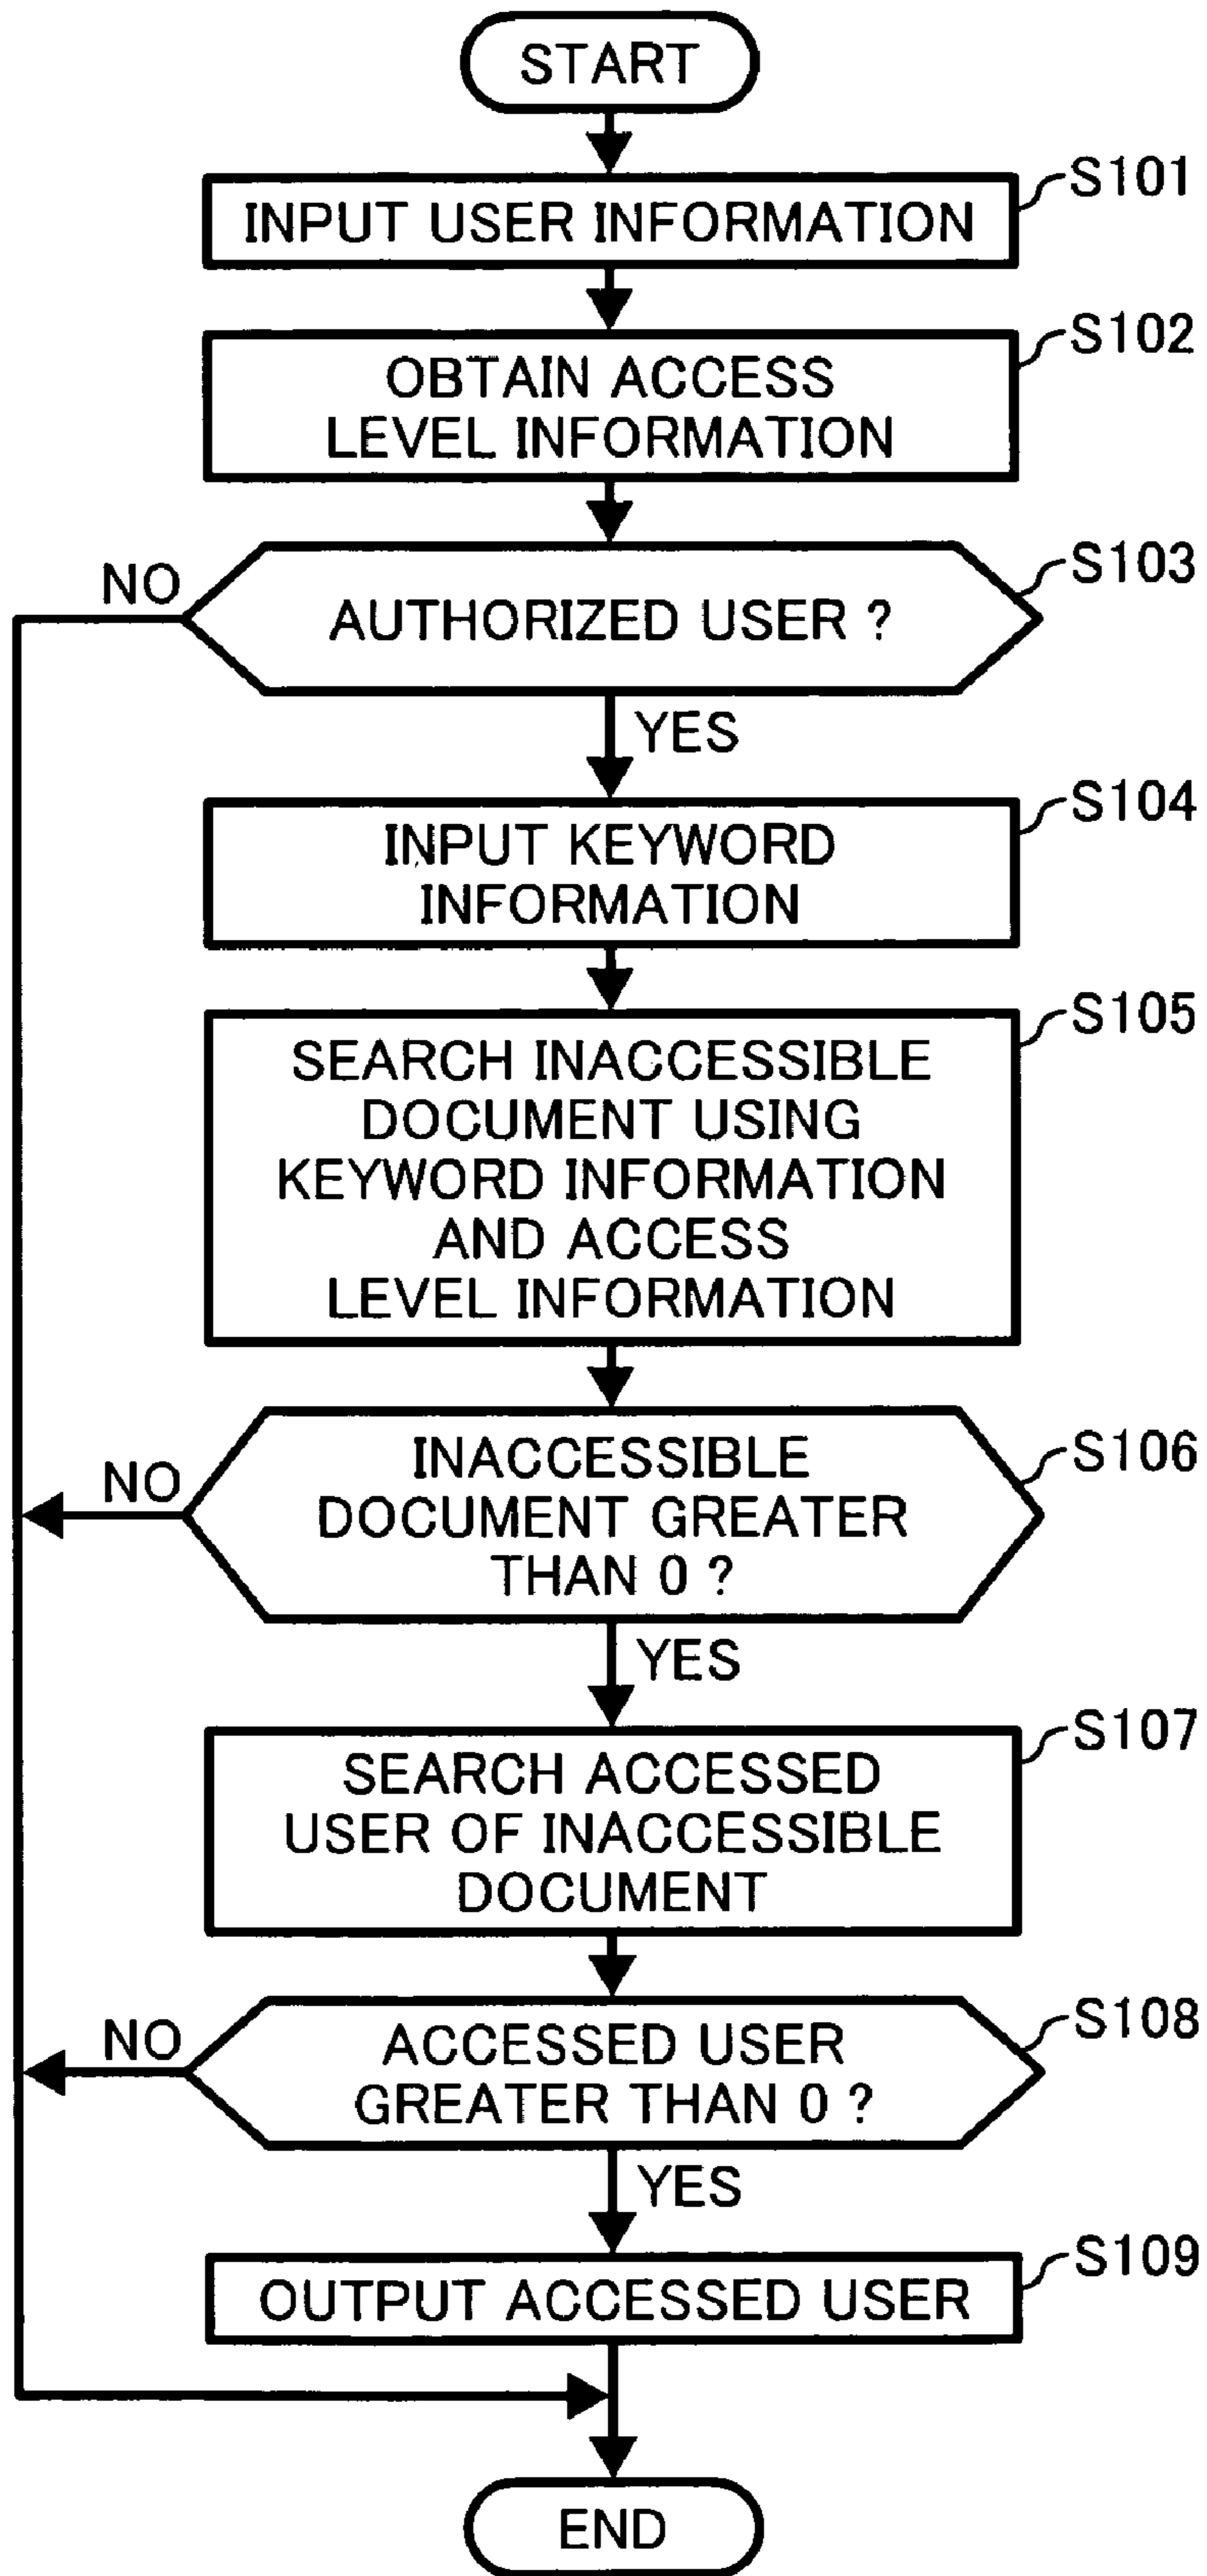 START
S101
INPUT USER INFORMATION
S102
OBTAIN ACCESS
LEVEL INFORMATION
S103
NO
AUTHORIZED USER ?
YES
S104
INPUT KEYWORD
INFORMATION
S105
SEARCH INACCESSIBLE
DOCUMENT USING
KEYWORD INFORMATION
AND ACCESS
LEVEL INFORMATION
S106
NO
INACCESSIBLE
DOCUMENT GREATER
THAN 0 ?
YES
S107
SEARCH ACCESSED
USER OF INACCESSIBLE
DOCUMENT
S108
NO
ACCESSED USER
GREATER THAN 0 ?
YES
S109
OUTPUT ACCESSED USER
END